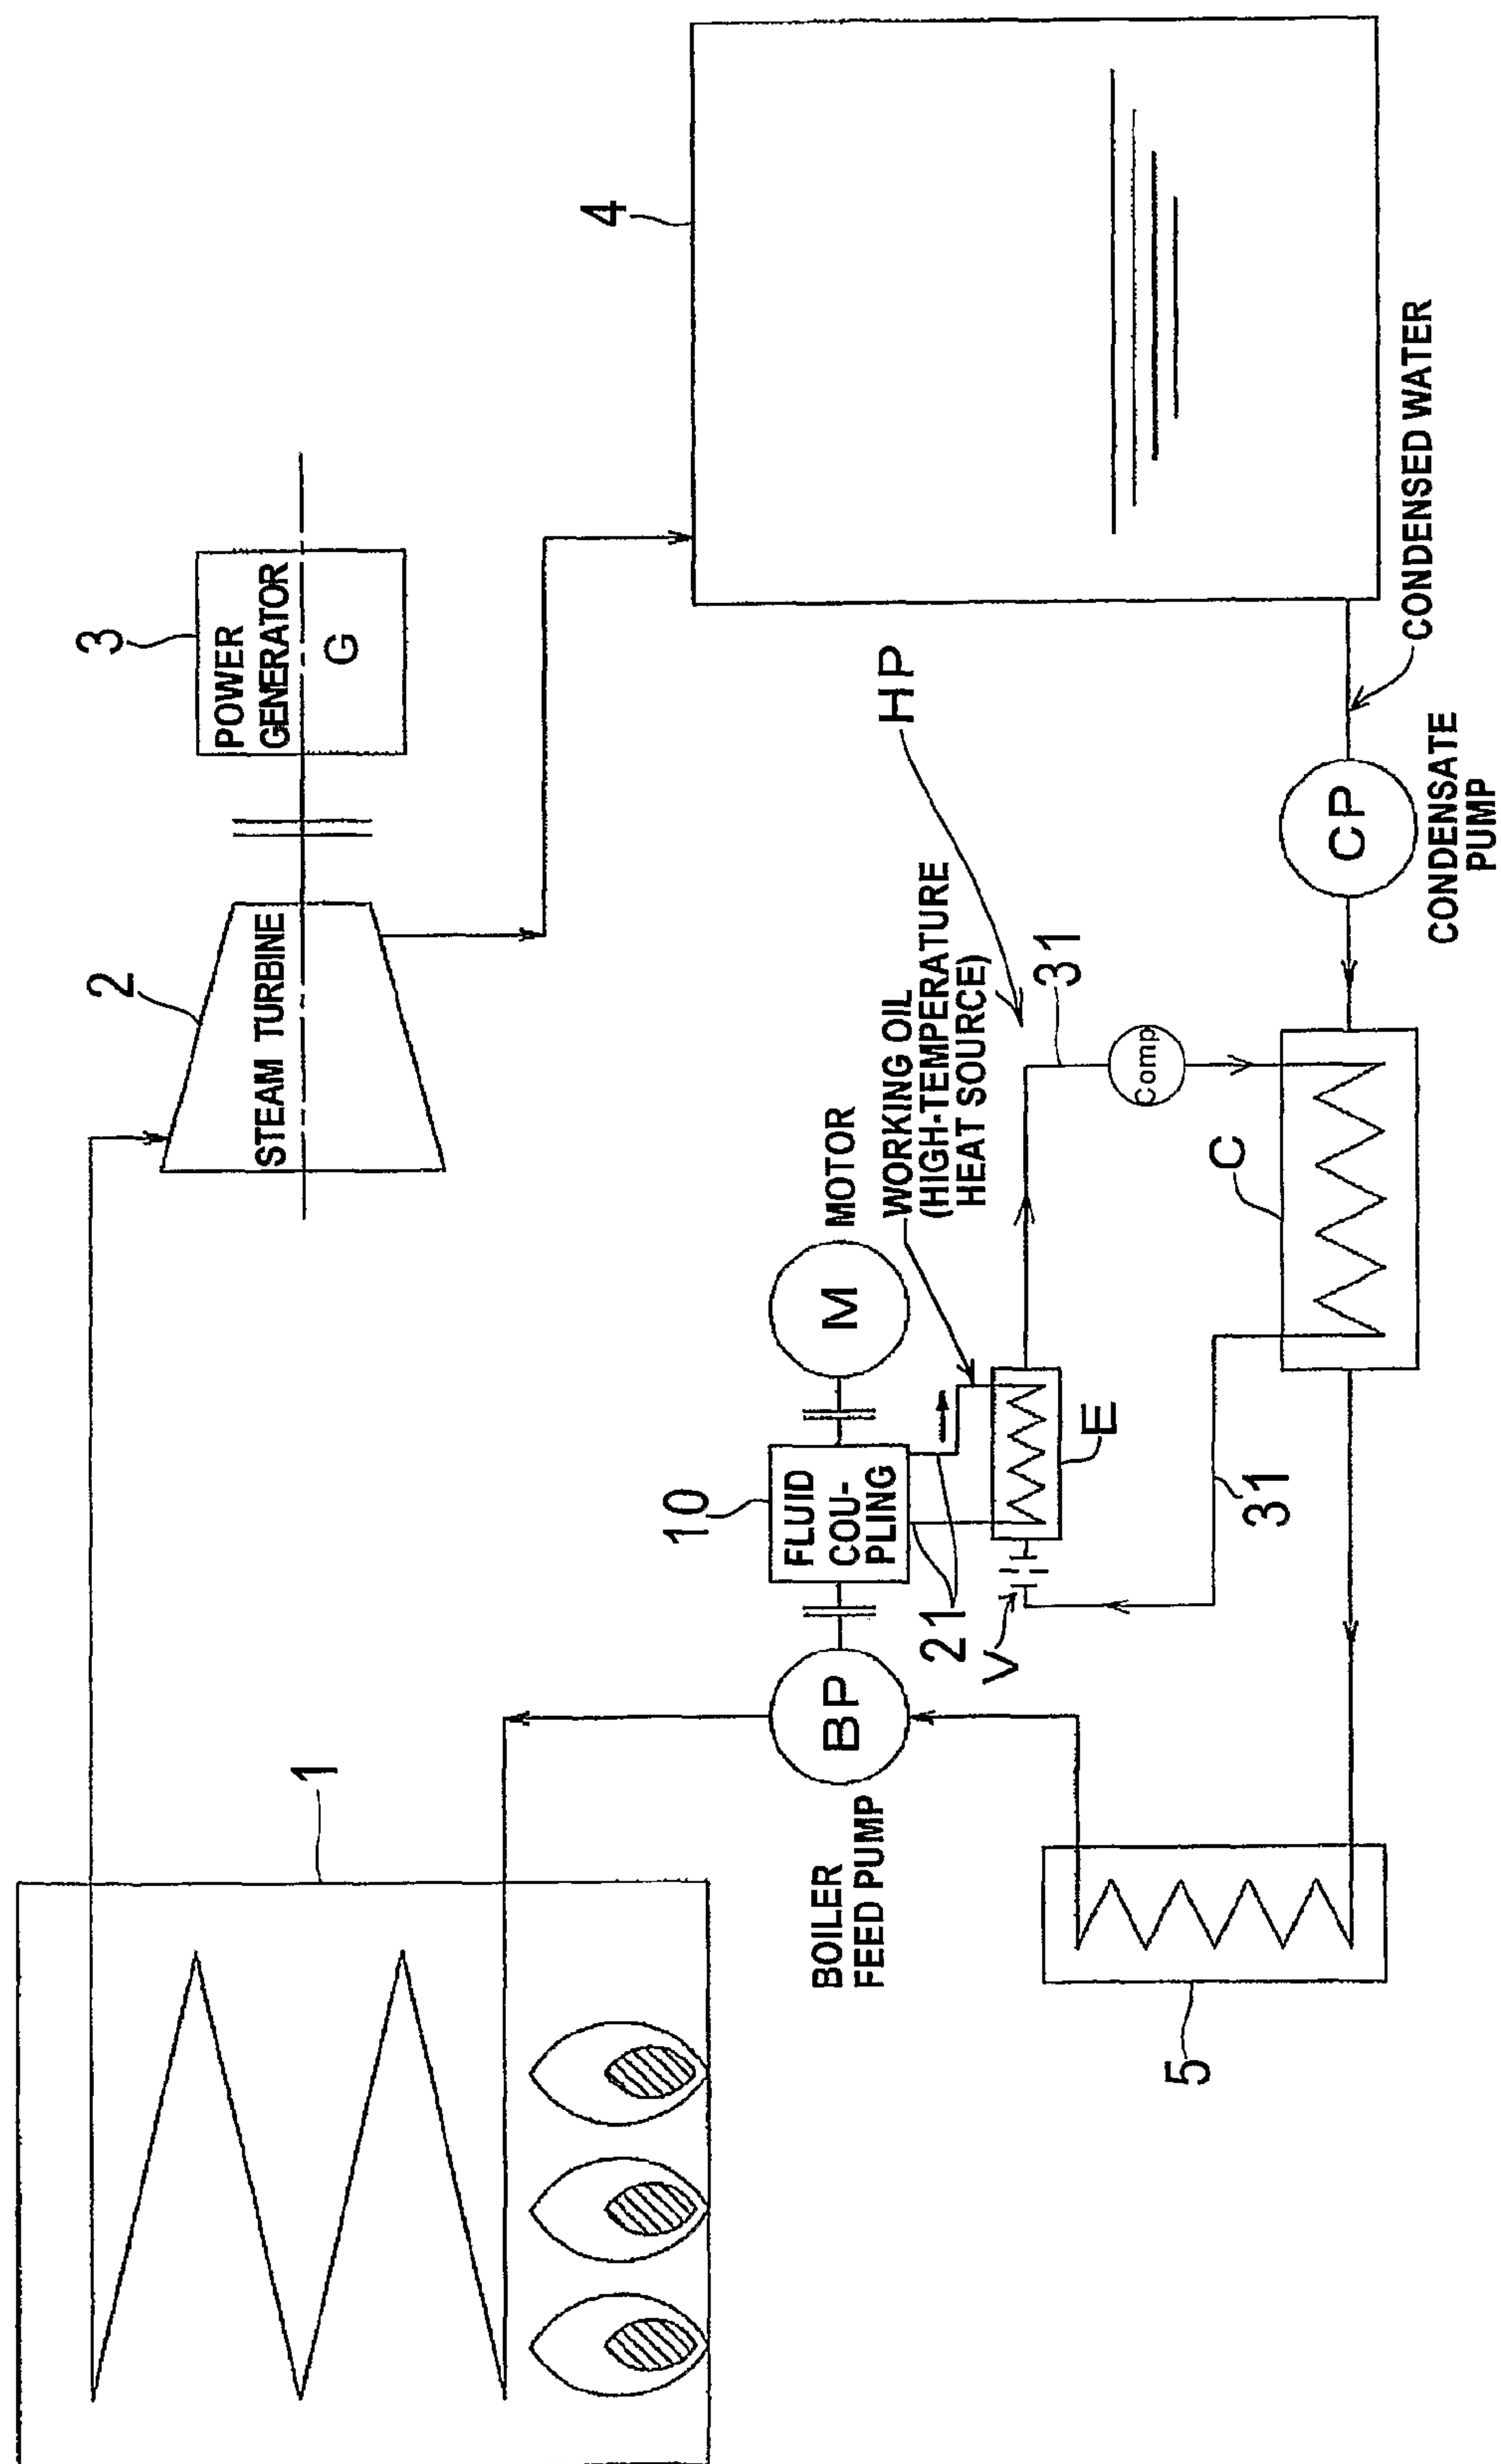 1
2
STEAM TURBINE
3
POWER
GENERATOR
G
4
BOILER
FEED PUMP
BP
10
FLUID
COU-
PLING
M
MOTOR
21
V
E
WORKING OIL
(HIGH-TEMPERATURE
HEAT SOURCE)
HP
31
Comp
31
C
5
CP
CONDENSATE
PUMP
CONDENSED WATER